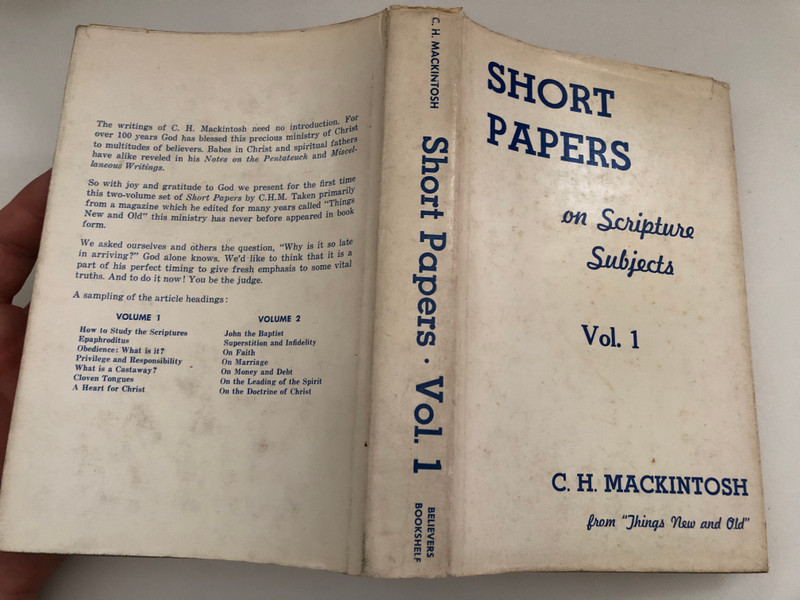 The writings of C. H. Mackintosh need no introduction. For
over 100 years God has blessed this precious ministry of Christ
to multitudes of believers. Babes in Christ and spiritual fathers
have alike reveled in his Notes on the Pentateuch and Miscel-
laneous Writings.
So with joy and gratitude to God we present for the first time
this two-volume set of Short Papers by C.H.M. Taken primarily
from a magazine which he edited for many years called "Things
New and Old" this ministry has never before appeared in book
form.
We asked ourselves and others the question, "Why is it so late
in arriving?" God alone knows. We'd like to think that it is a
part of his perfect timing to give fresh emphasis to some vital
truths. And to do it now! You be the judge.
A sampling of the article headings:
VOLUME 1
How to Study the Scriptures
Epaphroditus
Obedience: What is it?
Privilege and Responsibility
What is a Castaway?
Cloven Tongues
A Heart for Christ
VOLUME 2
John the Baptist
Superstition and Infidelity
On Faith
On Marriage
On Money and Debt
On the Leading of the Spirit
On the Doctrine of Christ
C. H. MACKINTOSH
Short Papers · Vol. 1
BELIEVERS
BOOKSHELF
SHORT
PAPERS
on Scripture
Subjects
Vol. 1
C. H. MACKINTOSH
from "Things New and Old"